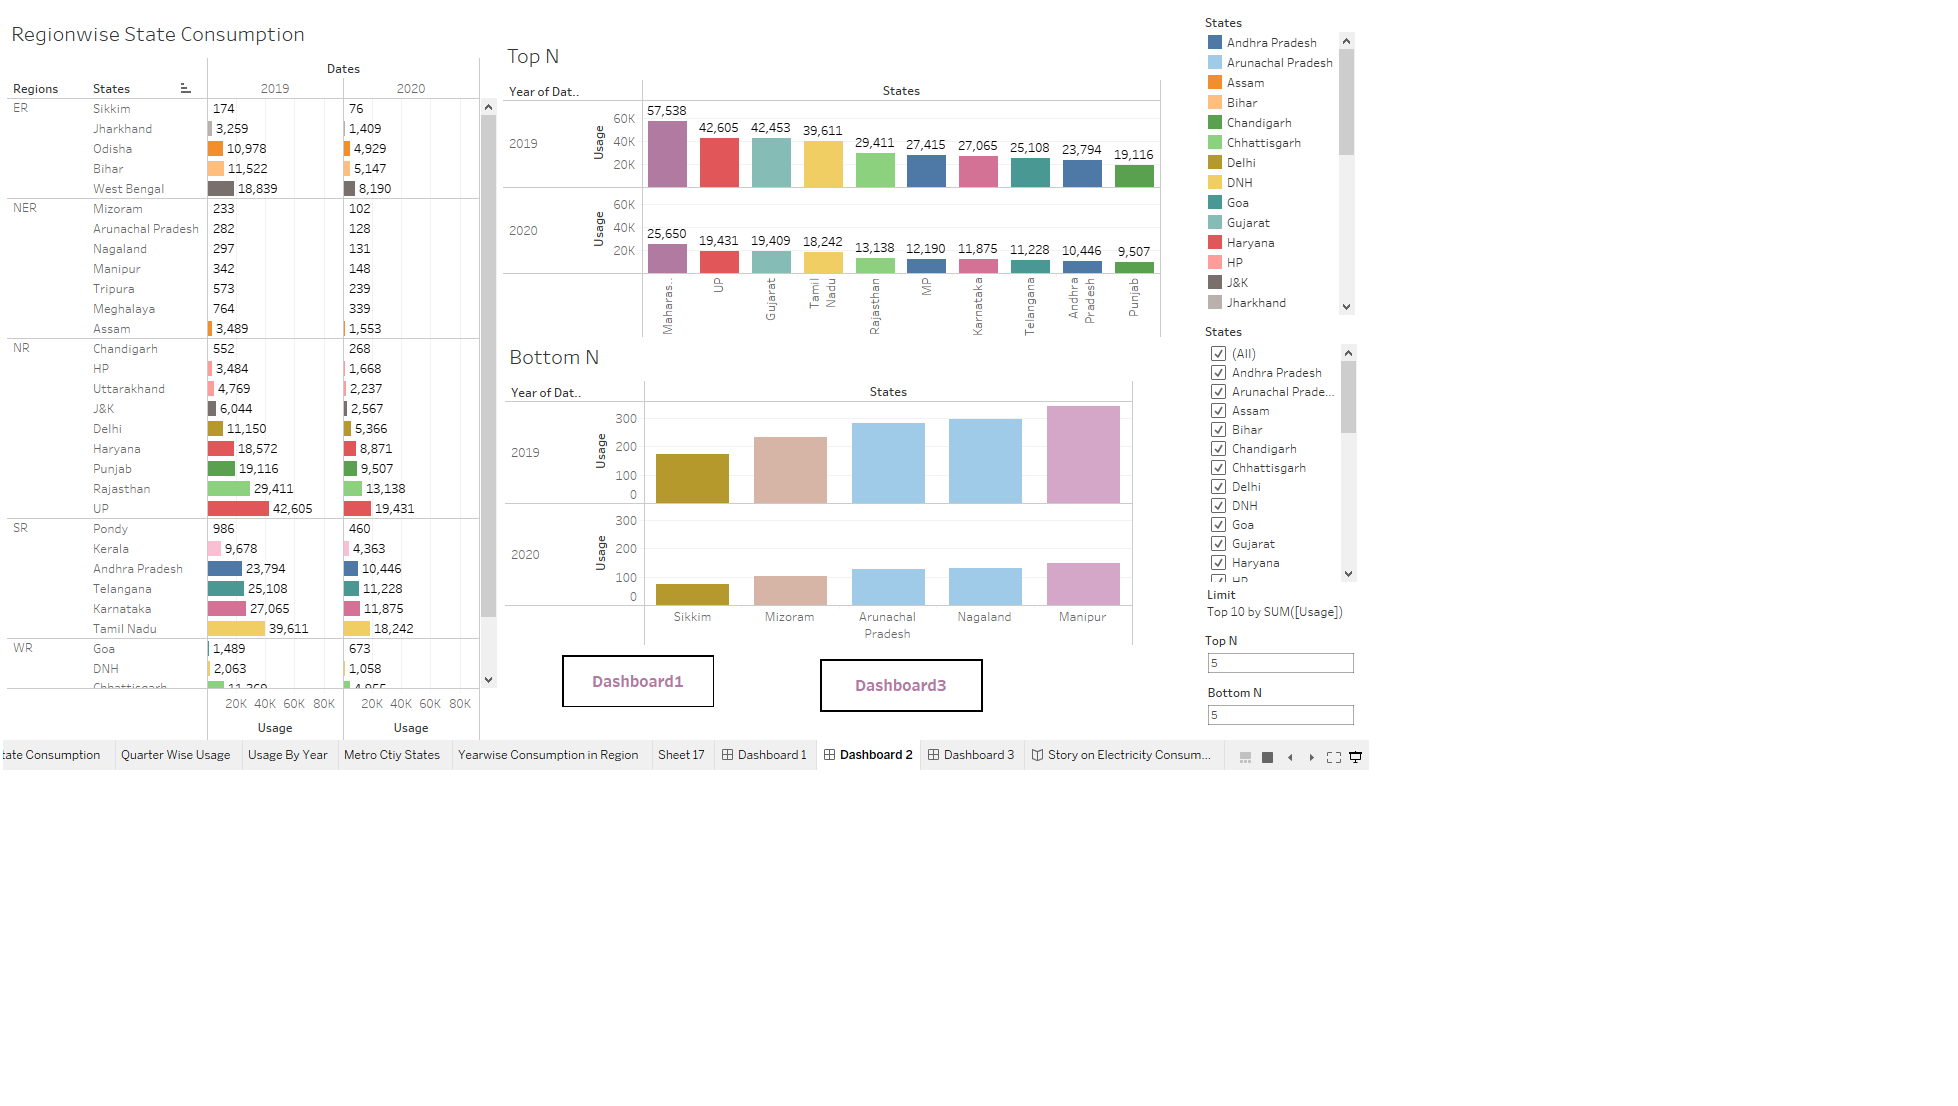 Regionwise State Consumption
Dates
Regions States 2019 2020
ER Sikkim 174 76
Jharkhand 3,259 1,409
Odisha 10,978 4,929
Bihar 11,522 5,147
West Bengal 18,839 8,190
NER Mizoram 233 102
Arunachal Pradesh 282 128
Nagaland 297 131
Manipur 342 148
Tripura 573 239
Meghalaya 764 339
Assam 3,489 1,553
NR Chandigarh 552 268
HP 3,484 1,668
Uttarakhand 4,769 2,237
J&K 6,044 2,567
Delhi 11,150 5,366
Haryana 18,572 8,871
Punjab 19,116 9,507
Rajasthan 29,411 13,138
UP 42,605 19,431
SR Pondy 986 460
Kerala 9,678 4,363
Andhra Pradesh 23,794 10,446
Telangana 25,108 11,228
Karnataka 27,065 11,875
Tamil Nadu 39,611 18,242
WR Goa 1,489 673
DNH 2,063 1,058
Chhattisgarh
20K 40K 60K 80K 20K 40K 60K 80K
Usage Usage
Top N
Year of Dat.. States
2019
Usage
60K
40K
20K
57,538 42,605 42,453 39,611 29,411 27,415 27,065 25,108 23,794 19,116
2020
Usage
60K
40K
20K
25,650 19,431 19,409 18,242 13,138 12,190 11,875 11,228 10,446 9,507
Maharas..
UP
Gujarat
Tamil
Nadu
Rajasthan
MP
Karnataka
Telangana
Andhra
Pradesh
Punjab
Bottom N
Year of Dat.. States
2019
Usage
300
200
100
0
2020
Usage
300
200
100
0
Sikkim Mizoram Arunachal Nagaland Manipur
Pradesh
Dashboard1
Dashboard3
States
Andhra Pradesh
Arunachal Pradesh
Assam
Bihar
Chandigarh
Chhattisgarh
Delhi
DNH
Goa
Gujarat
Haryana
HP
J&K
Jharkhand
States
(All)
Andhra Pradesh
Arunachal Prade...
Assam
Bihar
Chandigarh
Chhattisgarh
Delhi
DNH
Goa
Gujarat
Haryana
HP
Limit
Top 10 by SUM([Usage])
Top N
5
Bottom N
5
tate Consumption Quarter Wise Usage Usage By Year Metro Ctiy States Yearwise Consumption in Region Sheet 17 Dashboard 1 Dashboard 2 Dashboard 3 Story on Electricity Consum...